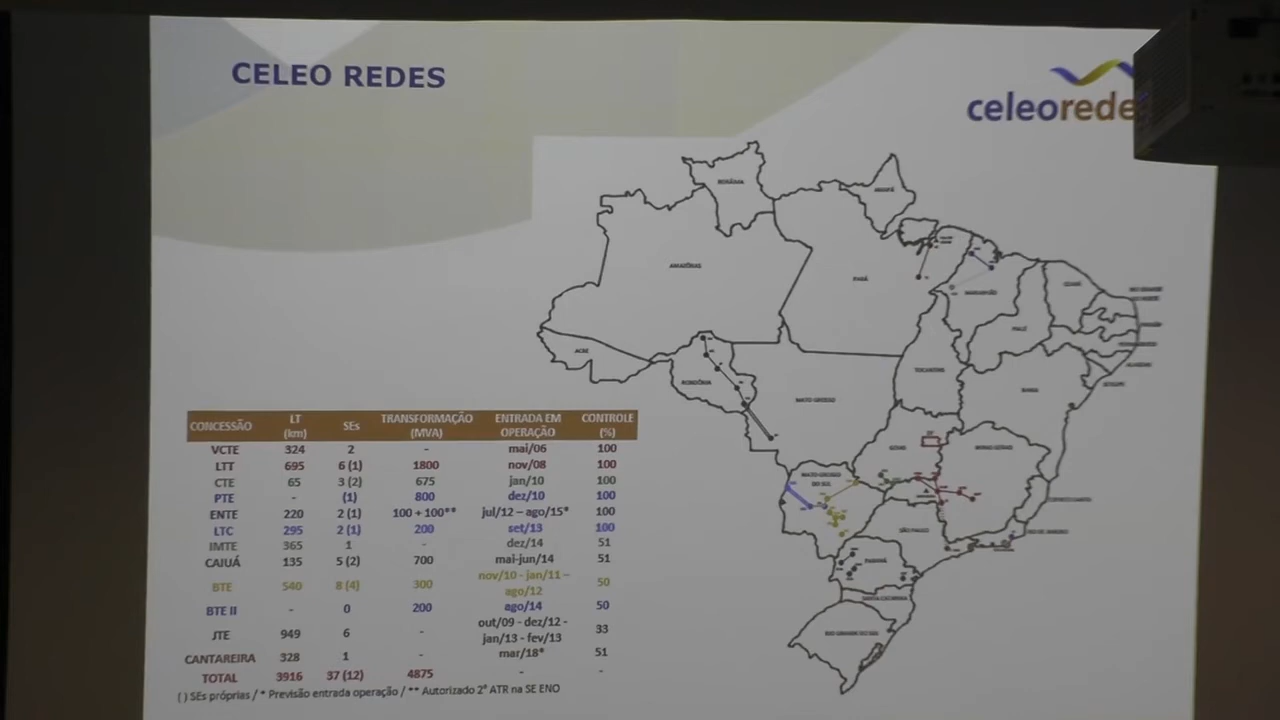 CELEO REDES
celeorede
RORÂIMA
AMAPÁ
AMAZÔNAS
PARÁ
MARANHÃO
CEARÁ
PIAUÍ
ACRE
RONDÔNIA
TOCANTINS
BAHIA
MATO GROSSO
GOIÁS
MINAS GERAIS
MATO GROSSO
DO SUL
SÃO PAULO
PARANÁ
SANTA CATARINA
RIO GRANDE DO SUL
CONCESSÃO LT (km) SEs TRANSFORMAÇÃO (MVA) ENTRADA EM OPERAÇÃO CONTROLE (%)
VCTE 324 2 - mai/06 100
LTT 695 6 (1) 1800 nov/08 100
CTE 65 3 (2) 675 jan/10 100
PTE - (1) 800 dez/10 100
ENTE 220 2 (1) 100 + 100** jul/12 – ago/15* 100
LTC 295 2 (1) 200 set/13 100
IMTE 365 1 - dez/14 51
CAIUÁ 135 5 (2) 700 mai-jun/14 51
BTE 540 8 (4) 300 nov/10 - jan/11 – ago/12 50
BTE II - 0 200 ago/14 50
JTE 949 6 - out/09 - dez/12 - jan/13 - fev/13 33
CANTAREIRA 328 1 - mar/18* 51
TOTAL 3916 37 (12) 4875 - -
( ) SEs próprias / * Previsão entrada operação / ** Autorizado 2º ATR na SE ENO